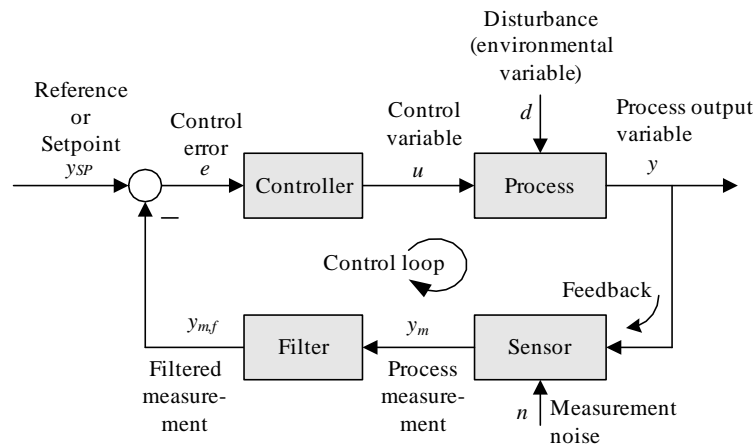 Disturbance
(environmental
variable)
d
Reference
or
Setpoint
ySP
Control
error
e
Control
variable
u
Process output
variable
y
Controller
Process
–
Control loop
Feedback
ym,f
Filter
ym
Sensor
Filtered
measure-
ment
Process
measure-
ment
n
Measurement
noise